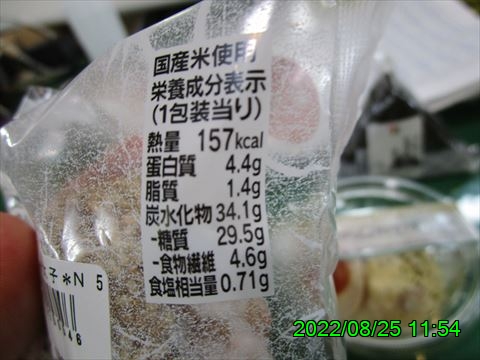 国産米使用
栄養成分表示
(1包装当り)
熱量 157kcal
蛋白質 4.4g
脂質 1.4g
炭水化物 34.1g
-糖質 29.5g
-食物繊維 4.6g
食塩相当量 0.71g
子*N 5
2022/08/25 11:54